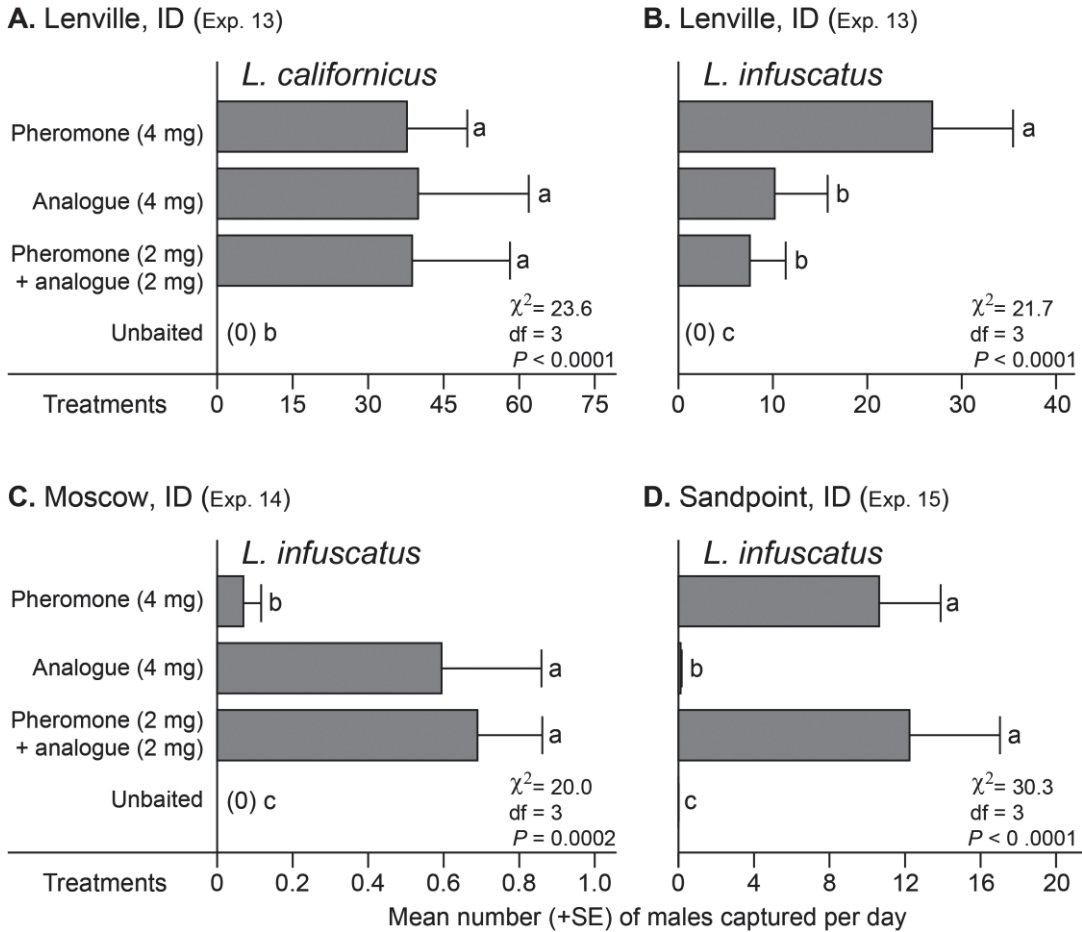 A. Lenville, ID (Exp. 13)
L. californicus
Pheromone (4 mg)
a
Analogue (4 mg)
a
Pheromone (2 mg)
+ analogue (2 mg)
a
Unbaited
(0) b
χ²= 23.6
df = 3
P < 0.0001
Treatments
0 15 30 45 60 75
B. Lenville, ID (Exp. 13)
L. infuscatus
a
b
b
(0) c
χ²= 21.7
df = 3
P < 0.0001
0 10 20 30 40
C. Moscow, ID (Exp. 14)
L. infuscatus
Pheromone (4 mg)
b
Analogue (4 mg)
a
Pheromone (2 mg)
+ analogue (2 mg)
a
Unbaited
(0) c
χ²= 20.0
df = 3
P = 0.0002
Treatments
0 0.2 0.4 0.6 0.8 1.0
D. Sandpoint, ID (Exp. 15)
L. infuscatus
a
b
a
c
χ²= 30.3
df = 3
P < 0 .0001
0 4 8 12 16 20
Mean number (+SE) of males captured per day